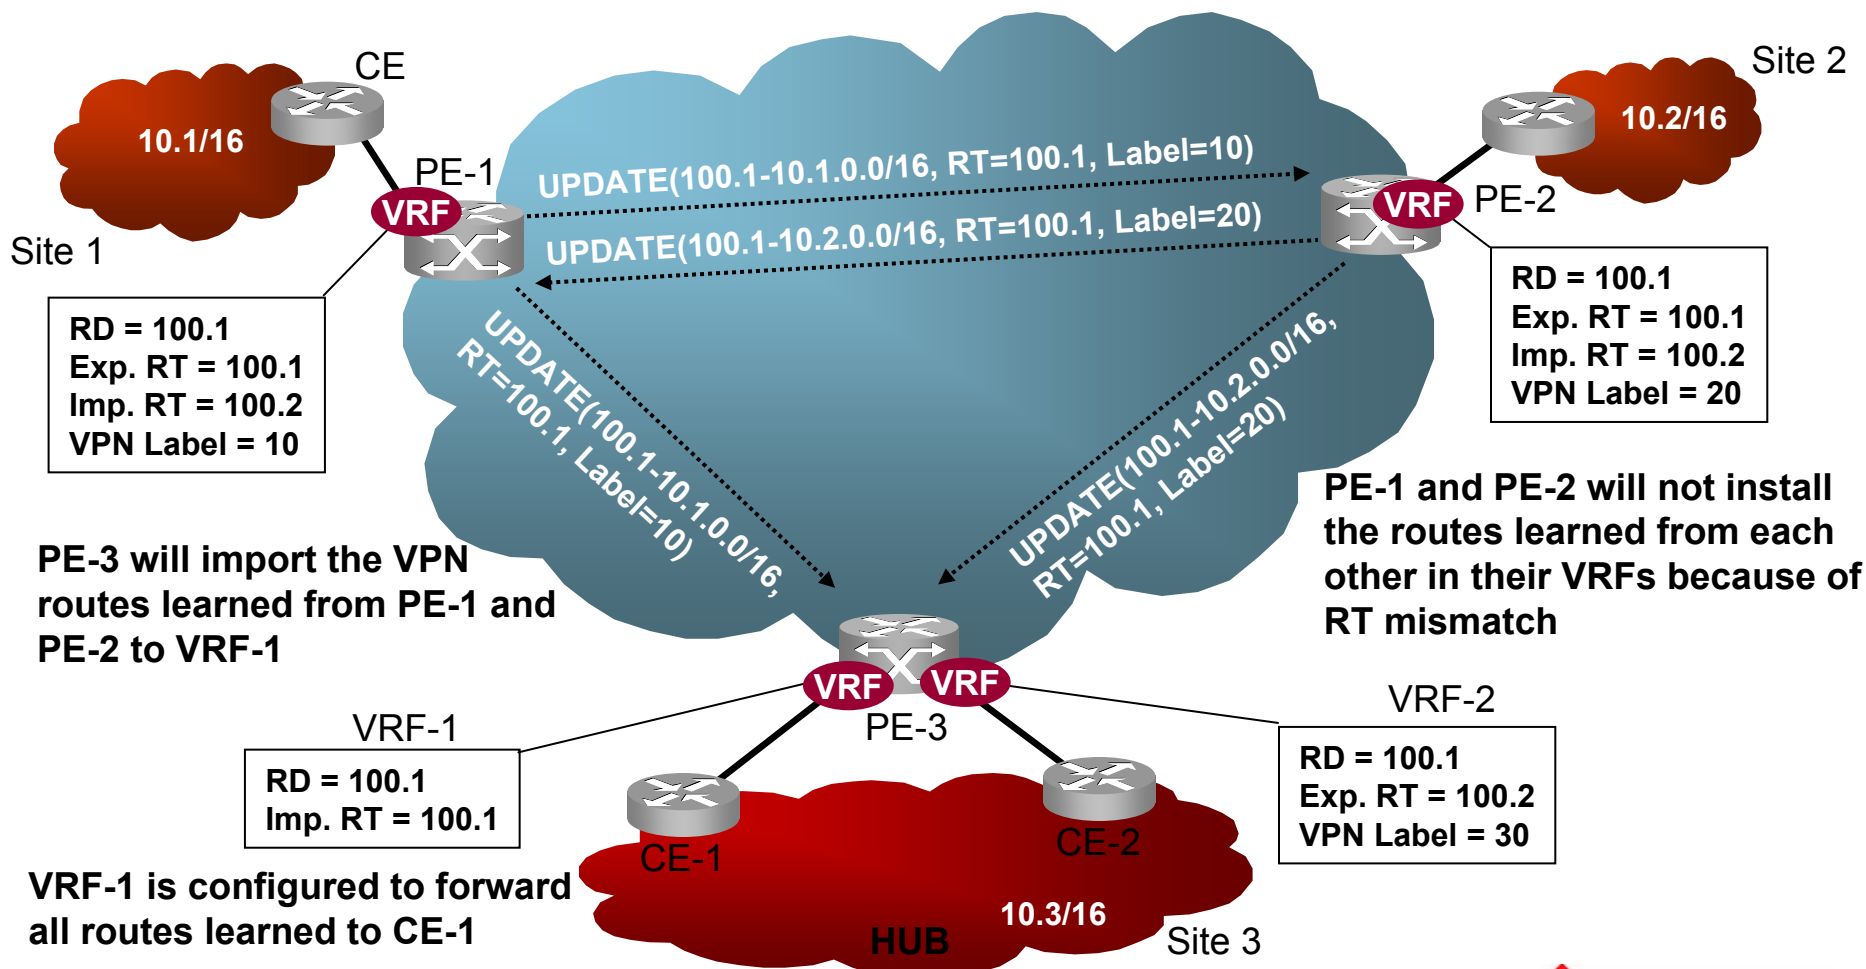 CE
10.1/16
PE-1
VRF
Site 1
RD = 100.1
Exp. RT = 100.1
Imp. RT = 100.2
VPN Label = 10
UPDATE(100.1-10.1.0.0/16, RT=100.1, Label=10)
UPDATE(100.1-10.2.0.0/16, RT=100.1, Label=20)
Site 2
10.2/16
VRF
PE-2
RD = 100.1
Exp. RT = 100.1
Imp. RT = 100.2
VPN Label = 20
UPDATE(100.1-10.1.0.0/16,
RT=100.1, Label=10)
UPDATE(100.1-10.2.0.0/16,
RT=100.1, Label=20)
PE-3 will import the VPN
routes learned from PE-1 and
PE-2 to VRF-1
PE-1 and PE-2 will not install
the routes learned from each
other in their VRFs because of
RT mismatch
VRF
VRF
PE-3
VRF-1
RD = 100.1
Imp. RT = 100.1
VRF-2
RD = 100.1
Exp. RT = 100.2
VPN Label = 30
CE-1
CE-2
VRF-1 is configured to forward
all routes learned to CE-1
10.3/16
HUB
Site 3